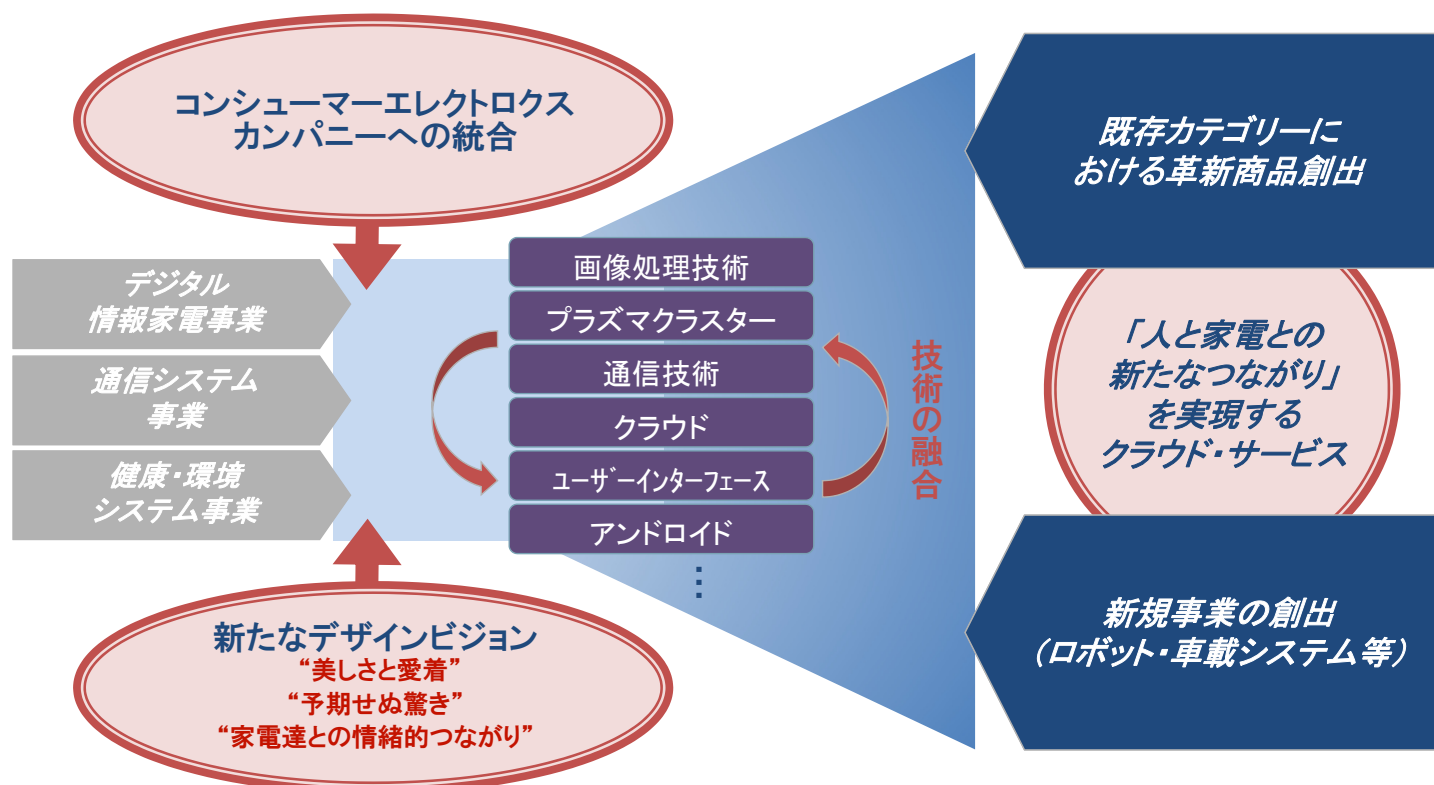 コンシューマーエレクトロクス
カンパニーへの統合
デジタル
情報家電事業
通信システム
事業
健康・環境
システム事業
新たなデザインビジョン
“美しさと愛着”
“予期せぬ驚き”
“家電達との情緒的つながり”
画像処理技術
プラズマクラスター
通信技術
クラウド
ユーザーインターフェース
アンドロイド
⋮
技術の融合
既存カテゴリーに
おける革新商品創出
「人と家電との
新たなつながり」
を実現する
クラウド・サービス
新規事業の創出
（ロボット・車載システム等）